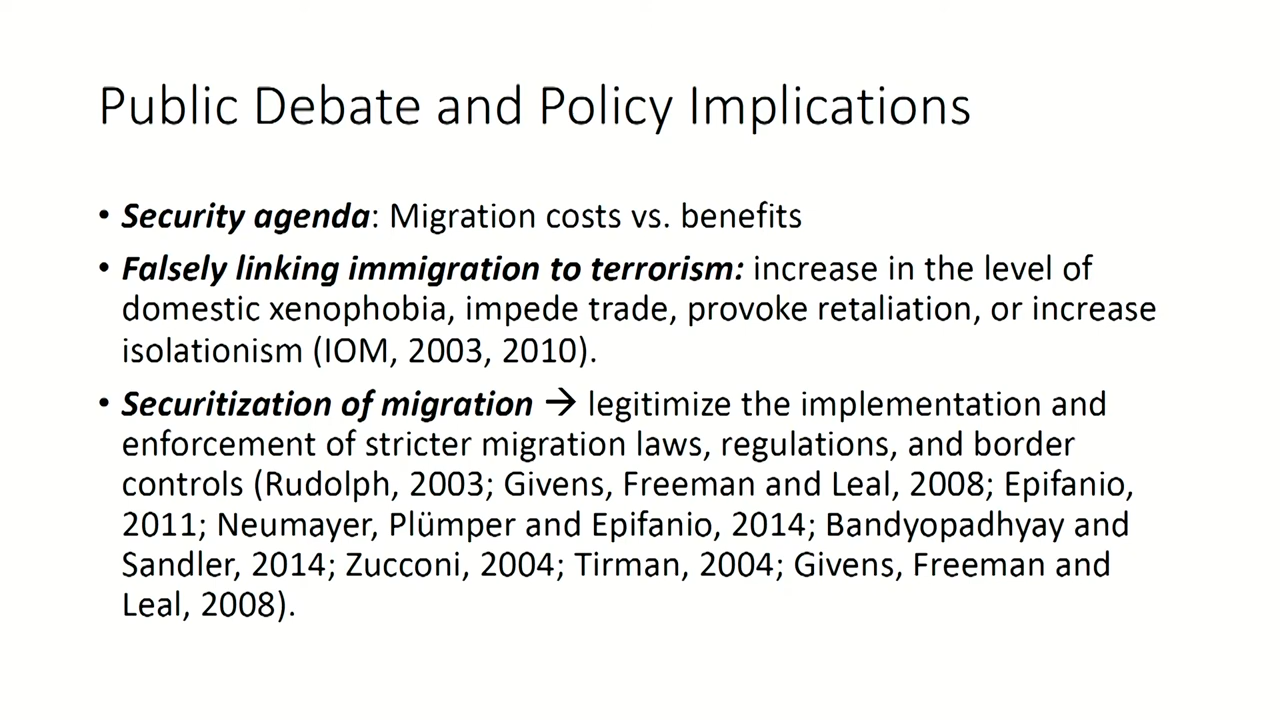 Public Debate and Policy Implications
• Security agenda: Migration costs vs. benefits
• Falsely linking immigration to terrorism: increase in the level of
domestic xenophobia, impede trade, provoke retaliation, or increase
isolationism (IOM, 2003, 2010).
• Securitization of migration → legitimize the implementation and
enforcement of stricter migration laws, regulations, and border
controls (Rudolph, 2003; Givens, Freeman and Leal, 2008; Epifanio,
2011; Neumayer, Plümper and Epifanio, 2014; Bandyopadhyay and
Sandler, 2014; Zucconi, 2004; Tirman, 2004; Givens, Freeman and
Leal, 2008).